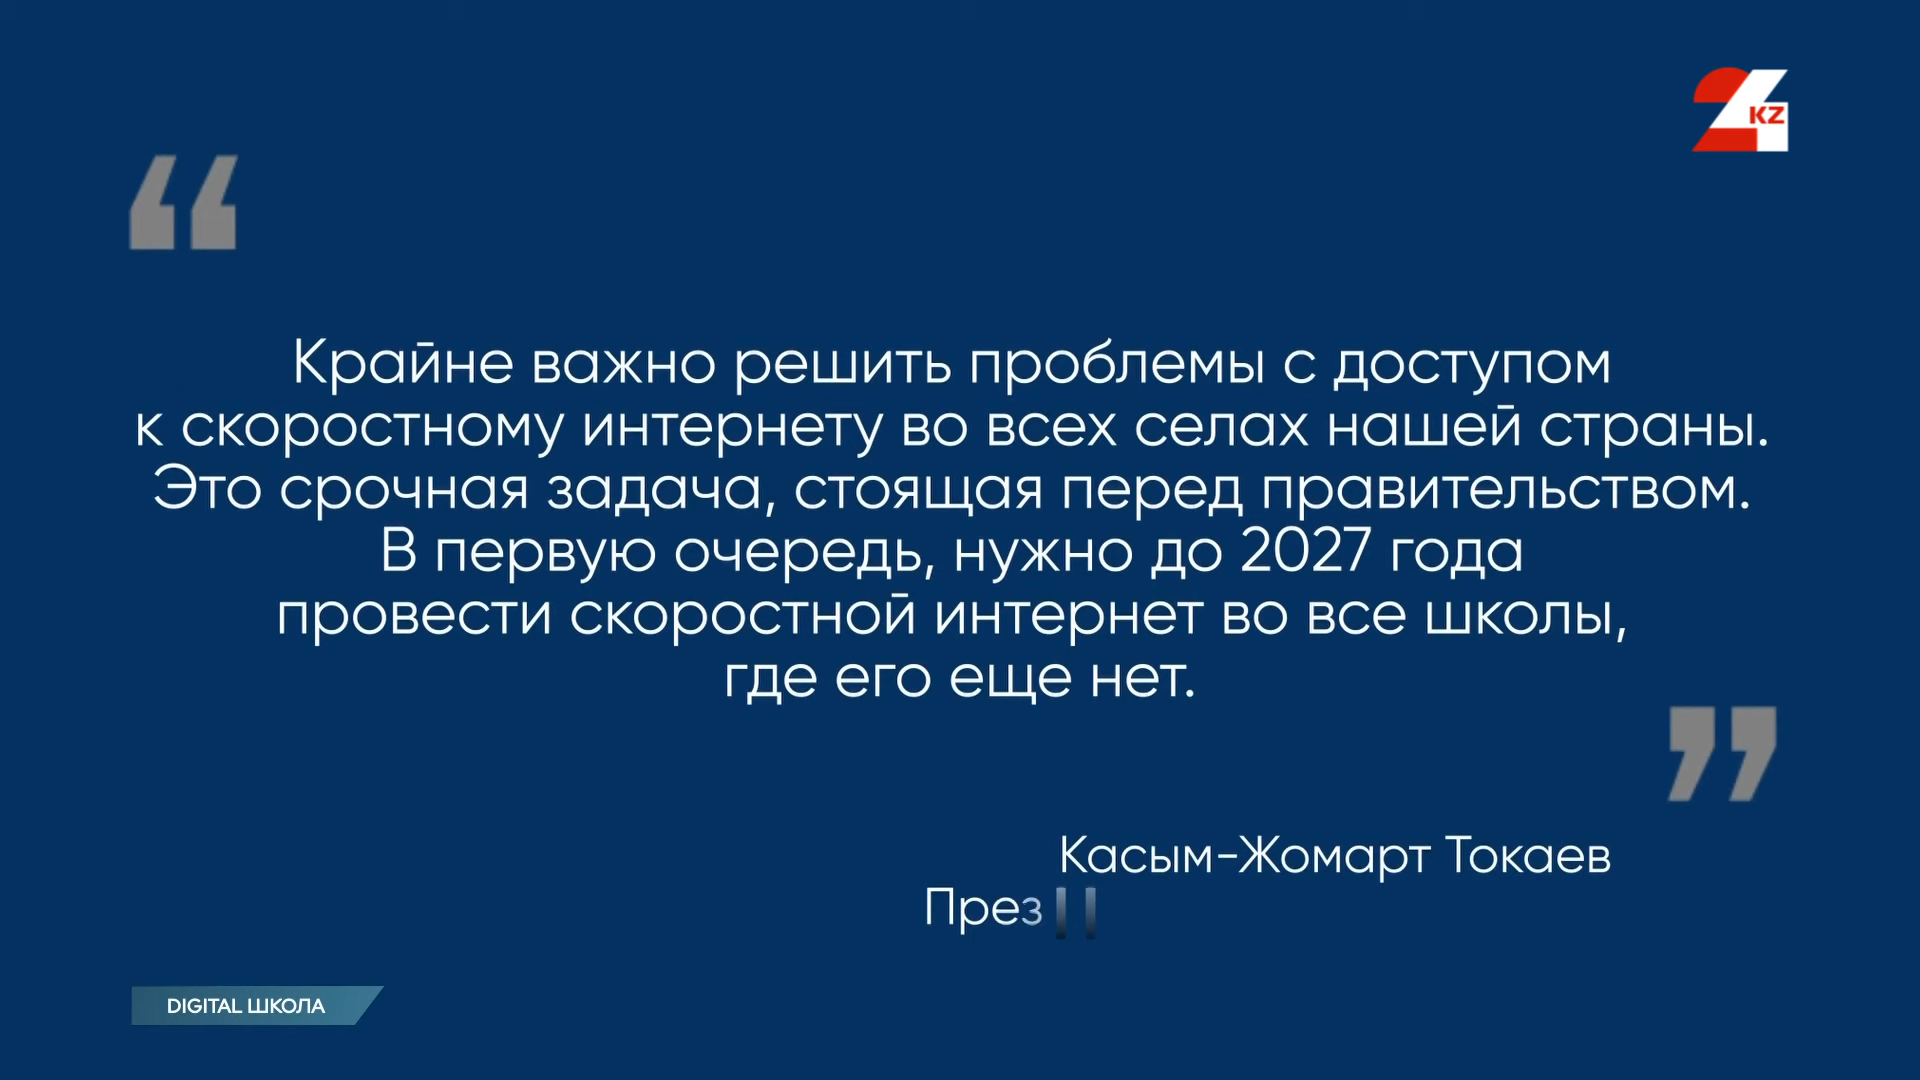 24
KZ
Крайне важно решить проблемы с доступом
к скоростному интернету во всех селах нашей страны.
Это срочная задача, стоящая перед правительством.
В первую очередь, нужно до 2027 года
провести скоростной интернет во все школы,
где его еще нет.
Касым-Жомарт Токаев
През
DIGITAL ШКОЛА